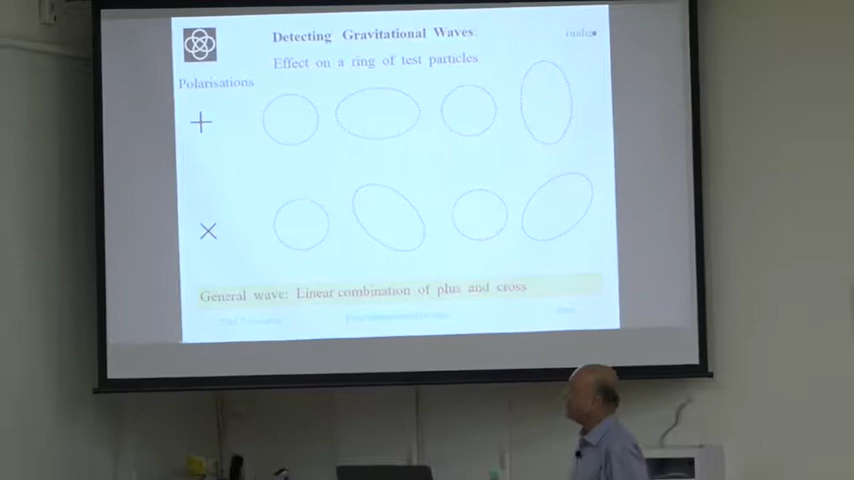 Detecting Gravitational Waves:
Effect on a ring of test particles
Polarisations
+
×
General wave: Linear combination of plus and cross